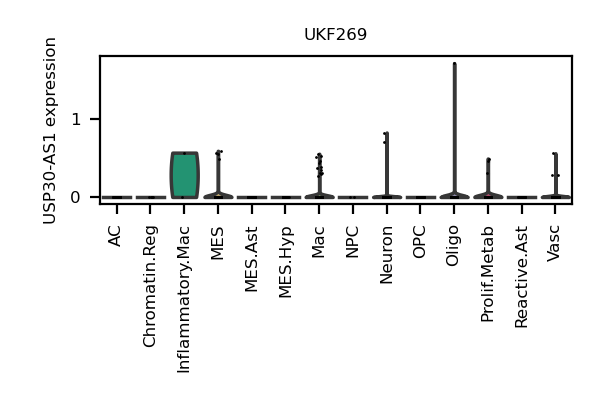 UKF269
USP30-AS1 expression
1
0
AC
Chromatin.Reg
Inflammatory.Mac
MES
MES.Ast
MES.Hyp
Mac
NPC
Neuron
OPC
Oligo
Prolif.Metab
Reactive.Ast
Vasc